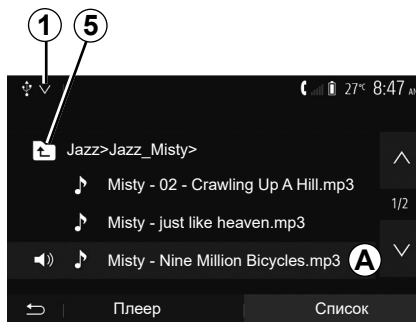 1 5
27°C 8:47 AM
Jazz>Jazz_Misty>
Misty - 02 - Crawling Up A Hill.mp3
Misty - just like heaven.mp3
1/2
Misty - Nine Million Bicycles.mp3 A
Плеер Список